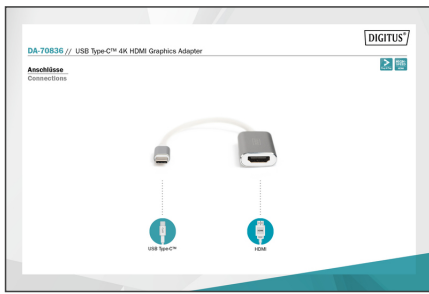 DIGITUS®
DA-70836 // USB Type-C™ 4K HDMI Graphics Adapter
Anschlüsse
Connections
USB Type-C™
HDMI